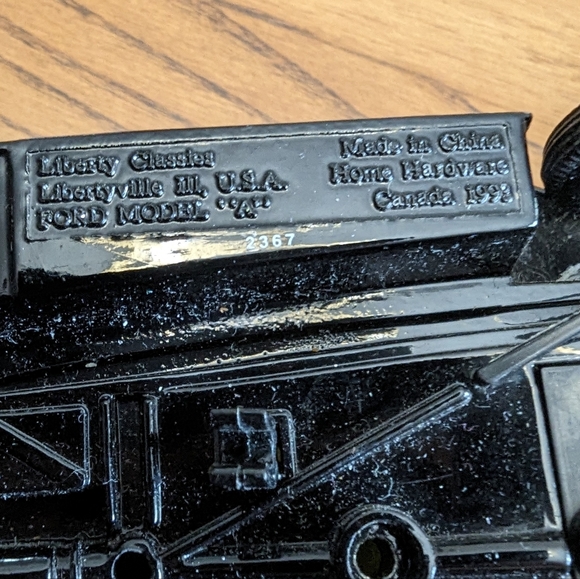 Liberty Classics
Libertyville Ill, U.S.A.
FORD MODEL "A"
Made in China
Home Hardware
Canada 1993
2367